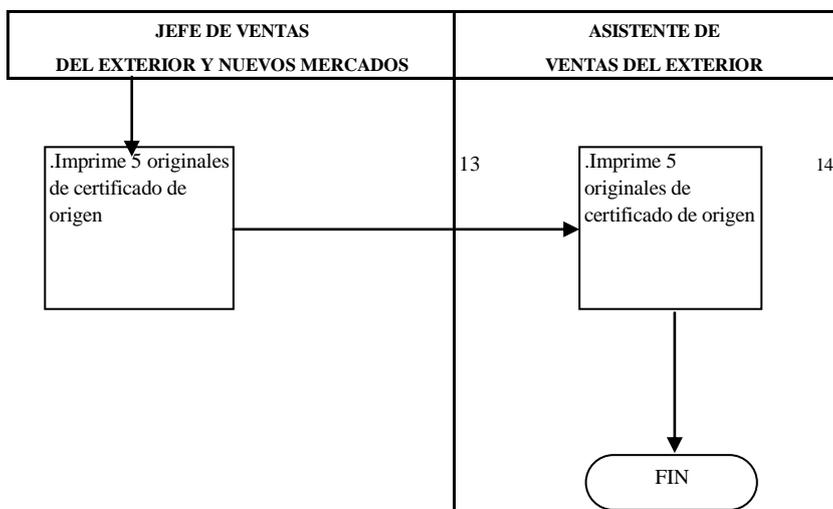 JEFE DE VENTAS
DEL EXTERIOR Y NUEVOS MERCADOS
ASISTENTE DE
VENTAS DEL EXTERIOR
.Imprime 5 originales
de certificado de
origen
13
.Imprime 5
originales de
certificado de origen
14
FIN